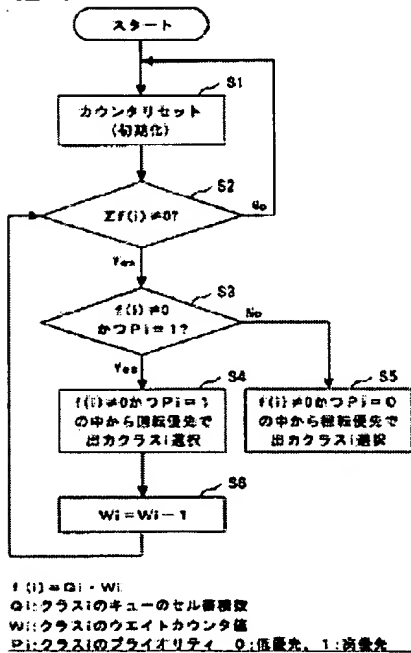 スタート
S1
カウンタリセット
(初期化)
S2
Σf(i)≠0?
No
Yes
S3
f(i)≠0
かつPi=1?
No
Yes
S4
f(i)≠0かつPi=1
の中から回転優先で
出力クラスi選択
S5
f(i)≠0かつPi=0
の中から回転優先で
出力クラスi選択
S6
Wi=Wi-1
f(i)=Qi・Wi
Qi:クラスiのキューのセル蓄積数
Wi:クラスiのウエイトカウンタ値
Pi:クラスiのプライオリティ 0:低優先、1:高優先